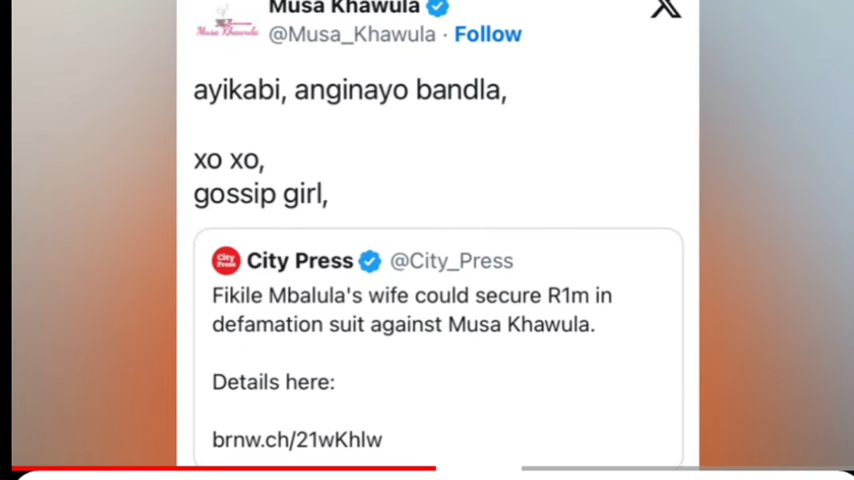 Musa Khawula
@Musa_Khawula · Follow
ayikabi, anginayo bandla,
xo xo,
gossip girl,
City Press @City_Press
Fikile Mbalula's wife could secure R1m in
defamation suit against Musa Khawula.
Details here:
brnw.ch/21wKhlw